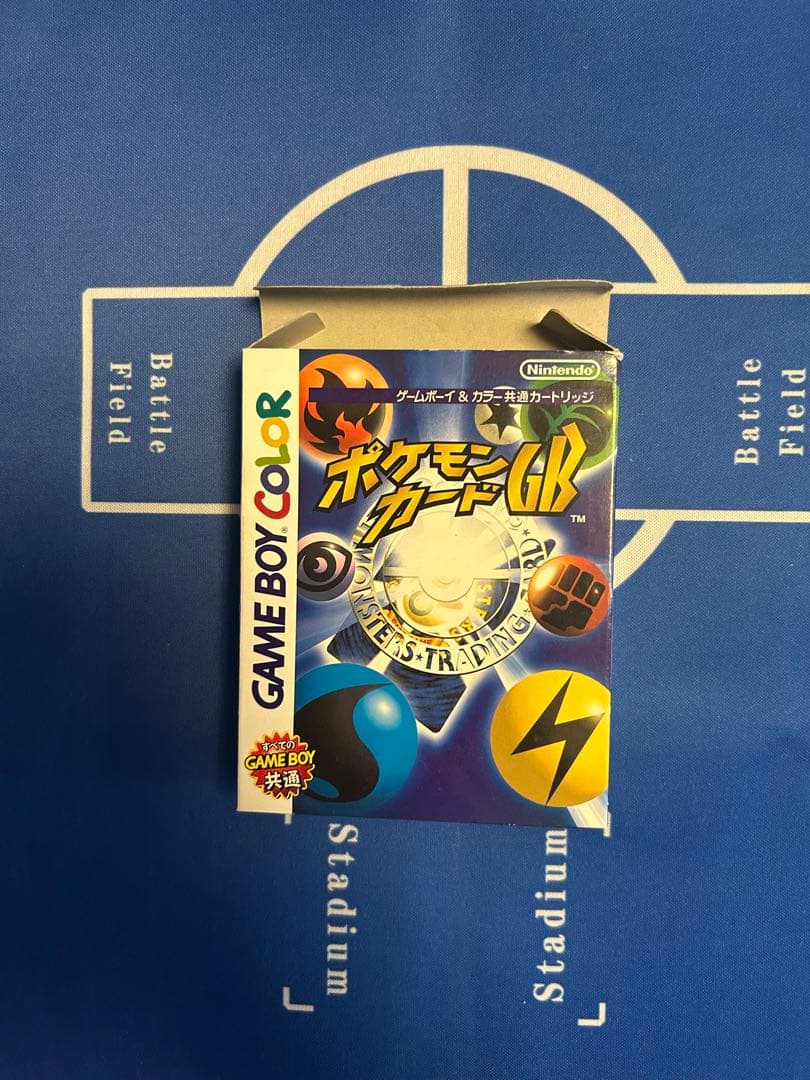 Battle
Field
Battle
Field
Nintendo®
ゲームボーイ & カラー共通カートリッジ
ポケモン
カードGB
TM
GAME BOY® COLOR
MONSTERS★TRADING
すべての
GAME BOY
共通
Stadium
Stadium